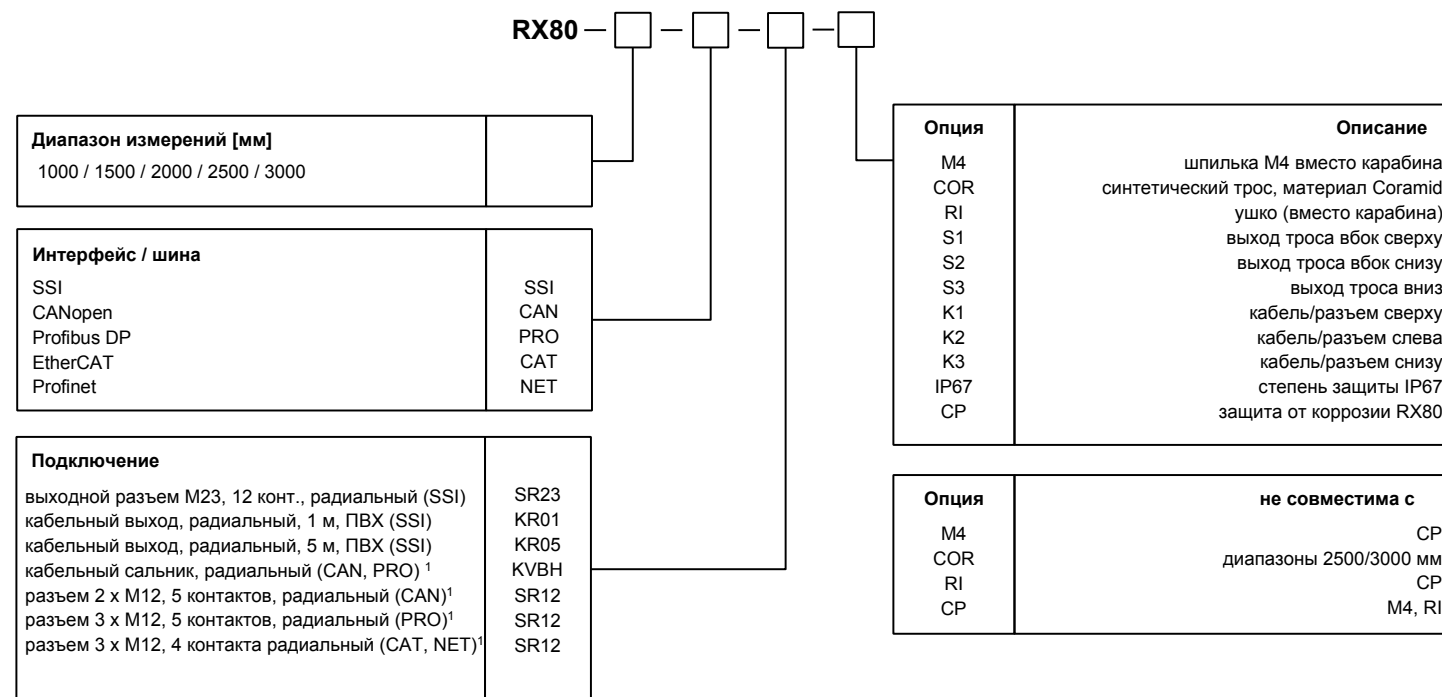 RX80
Диапазон измерений [мм]
1000 / 1500 / 2000 / 2500 / 3000
Интерфейс / шина
SSI SSI
CANopen CAN
Profibus DP PRO
EtherCAT CAT
Profinet NET
Подключение
выходной разъем М23, 12 конт., радиальный (SSI) SR23
кабельный выход, радиальный, 1 м, ПВХ (SSI) KR01
кабельный выход, радиальный, 5 м, ПВХ (SSI) KR05
кабельный сальник, радиальный (CAN, PRO) ¹ KVBH
разъем 2 x M12, 5 контактов, радиальный (CAN)¹ SR12
разъем 3 x M12, 5 контактов, радиальный (PRO)¹ SR12
разъем 3 x M12, 4 контакта радиальный (CAT, NET)¹ SR12
Опция Описание
M4 шпилька М4 вместо карабина
COR синтетический трос, материал Coramid
RI ушко (вместо карабина)
S1 выход троса вбок сверху
S2 выход троса вбок снизу
S3 выход троса вниз
K1 кабель/разъем сверху
K2 кабель/разъем слева
K3 кабель/разъем снизу
IP67 степень защиты IP67
CP защита от коррозии RX80
Опция не совместима с
M4 CP
COR диапазоны 2500/3000 мм
RI CP
CP M4, RI